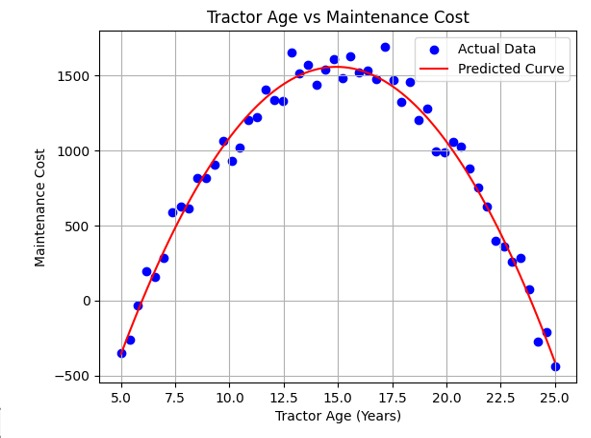 Tractor Age vs Maintenance Cost
Actual Data
Predicted Curve
Maintenance Cost
1500
1000
500
0
−500
5.0 7.5 10.0 12.5 15.0 17.5 20.0 22.5 25.0
Tractor Age (Years)